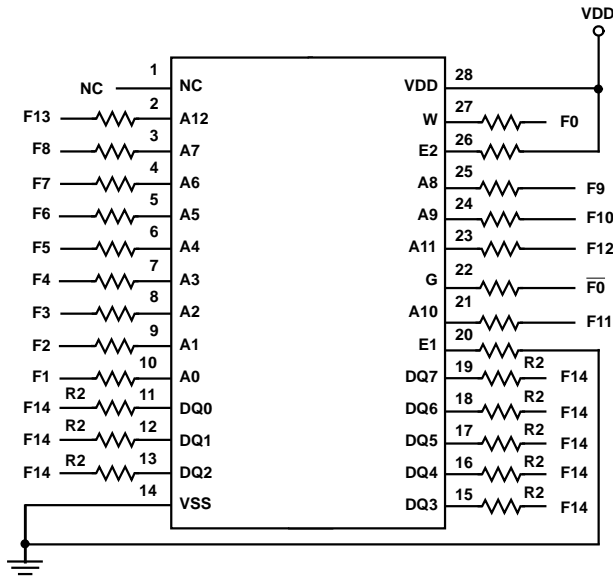 VDD
1 28
NC NC VDD
2 27
F13 A12 W F0
3 26
F8 A7 E2
4 25
F7 A6 A8 F9
5 24
F6 A5 A9 F10
6 23
F5 A4 A11 F12
7 22
F4 A3 G F0
8 21
F3 A2 A10 F11
9 20
F2 A1 E1
10 19 R2
F1 A0 DQ7 F14
R2 11 18 R2
F14 DQ0 DQ6 F14
R2 12 17 R2
F14 DQ1 DQ5 F14
R2 13 16 R2
F14 DQ2 DQ4 F14
14 15 R2
VSS DQ3 F14